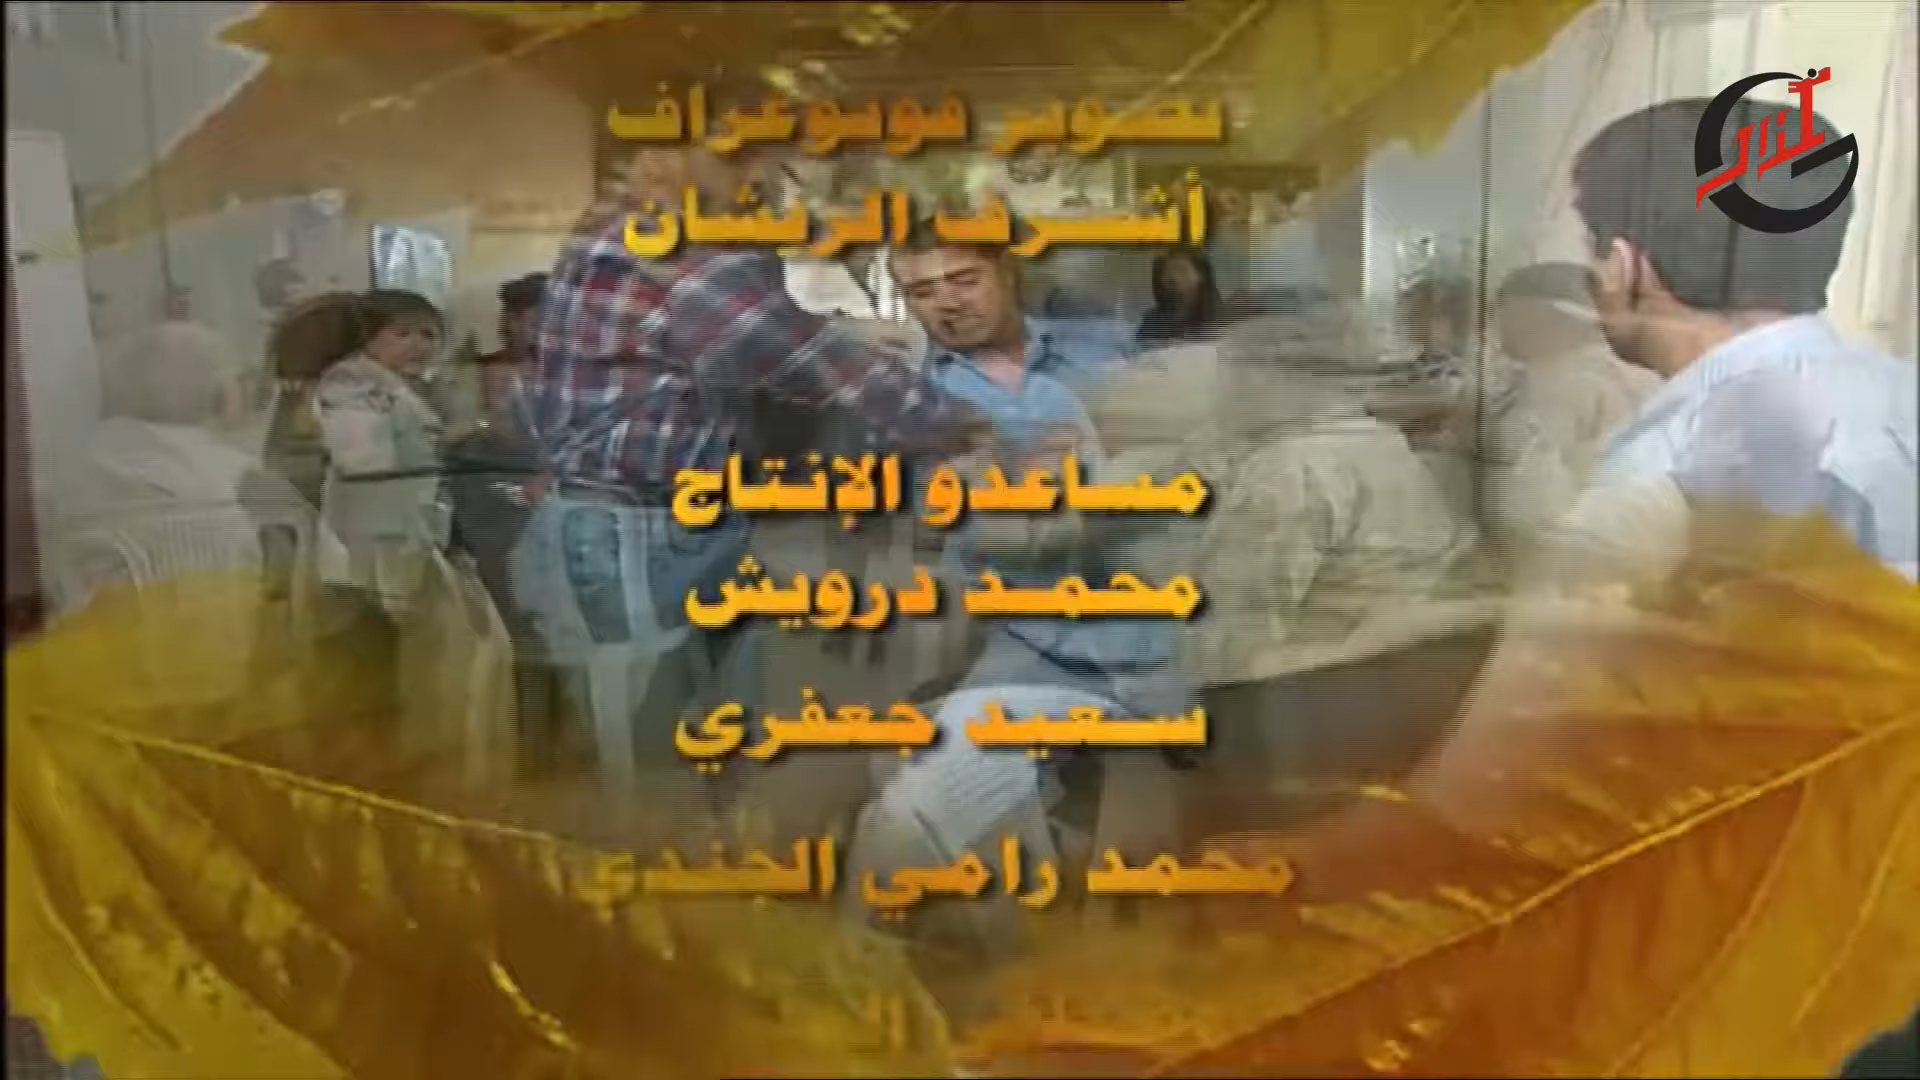 تصوير فوتوغراف
أشرف الريشان
مساعدو الإنتاج
محمد درويش
سعيد جعفري
محمد رامي الجندي